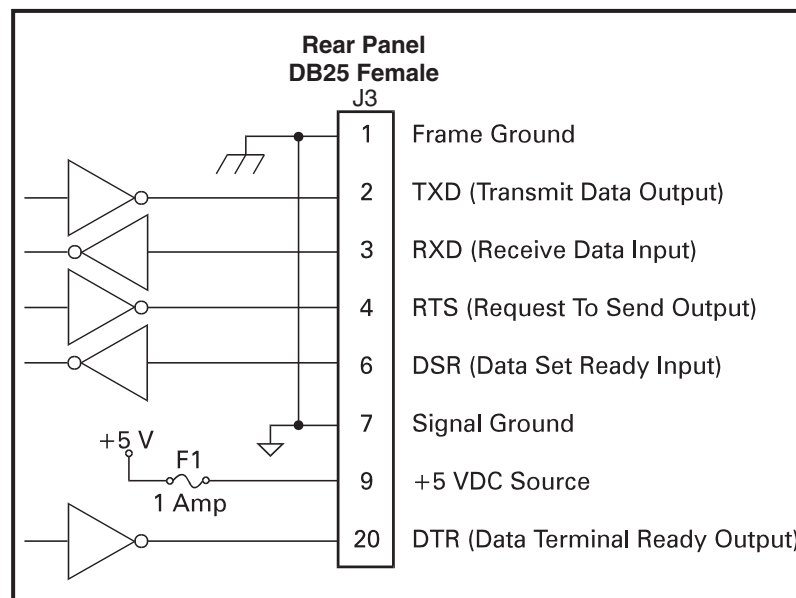 Rear Panel
DB25 Female
J3
1 Frame Ground
2 TXD (Transmit Data Output)
3 RXD (Receive Data Input)
4 RTS (Request To Send Output)
6 DSR (Data Set Ready Input)
7 Signal Ground
+5 V
F1
9 +5 VDC Source
1 Amp
20 DTR (Data Terminal Ready Output)